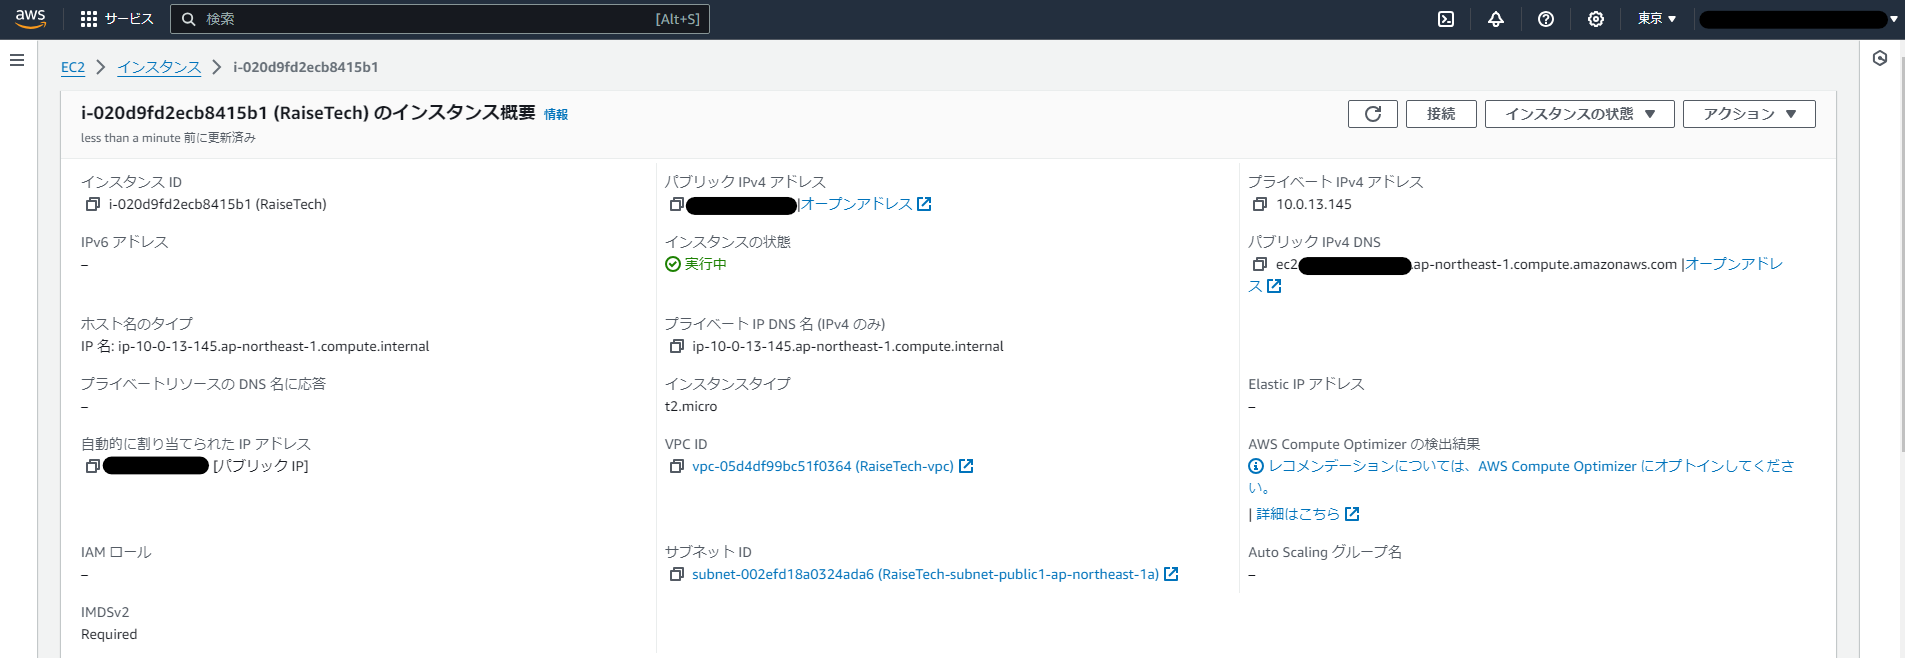 aws
サービス
検索
[Alt+S]
東京
EC2
インスタンス
i-020d9fd2ecb8415b1
i-020d9fd2ecb8415b1 (RaiseTech) のインスタンス概要 情報
less than a minute 前に更新済み
接続
インスタンスの状態
アクション
インスタンス ID
i-020d9fd2ecb8415b1 (RaiseTech)
パブリック IPv4 アドレス
|オープンアドレス
プライベート IPv4 アドレス
10.0.13.145
IPv6 アドレス
–
インスタンスの状態
実行中
パブリック IPv4 DNS
ec2 .ap-northeast-1.compute.amazonaws.com |オープンアドレ
ス
ホスト名のタイプ
IP 名: ip-10-0-13-145.ap-northeast-1.compute.internal
プライベート IP DNS 名 (IPv4 のみ)
ip-10-0-13-145.ap-northeast-1.compute.internal
プライベートリソースの DNS 名に応答
–
インスタンスタイプ
t2.micro
Elastic IP アドレス
–
自動的に割り当てられた IP アドレス
[パブリック IP]
VPC ID
vpc-05d4df99bc51f0364 (RaiseTech-vpc)
AWS Compute Optimizer の検出結果
レコメンデーションについては、AWS Compute Optimizer にオプトインしてくださ
い。
| 詳細はこちら
IAM ロール
–
サブネット ID
subnet-002efd18a0324ada6 (RaiseTech-subnet-public1-ap-northeast-1a)
Auto Scaling グループ名
–
IMDSv2
Required